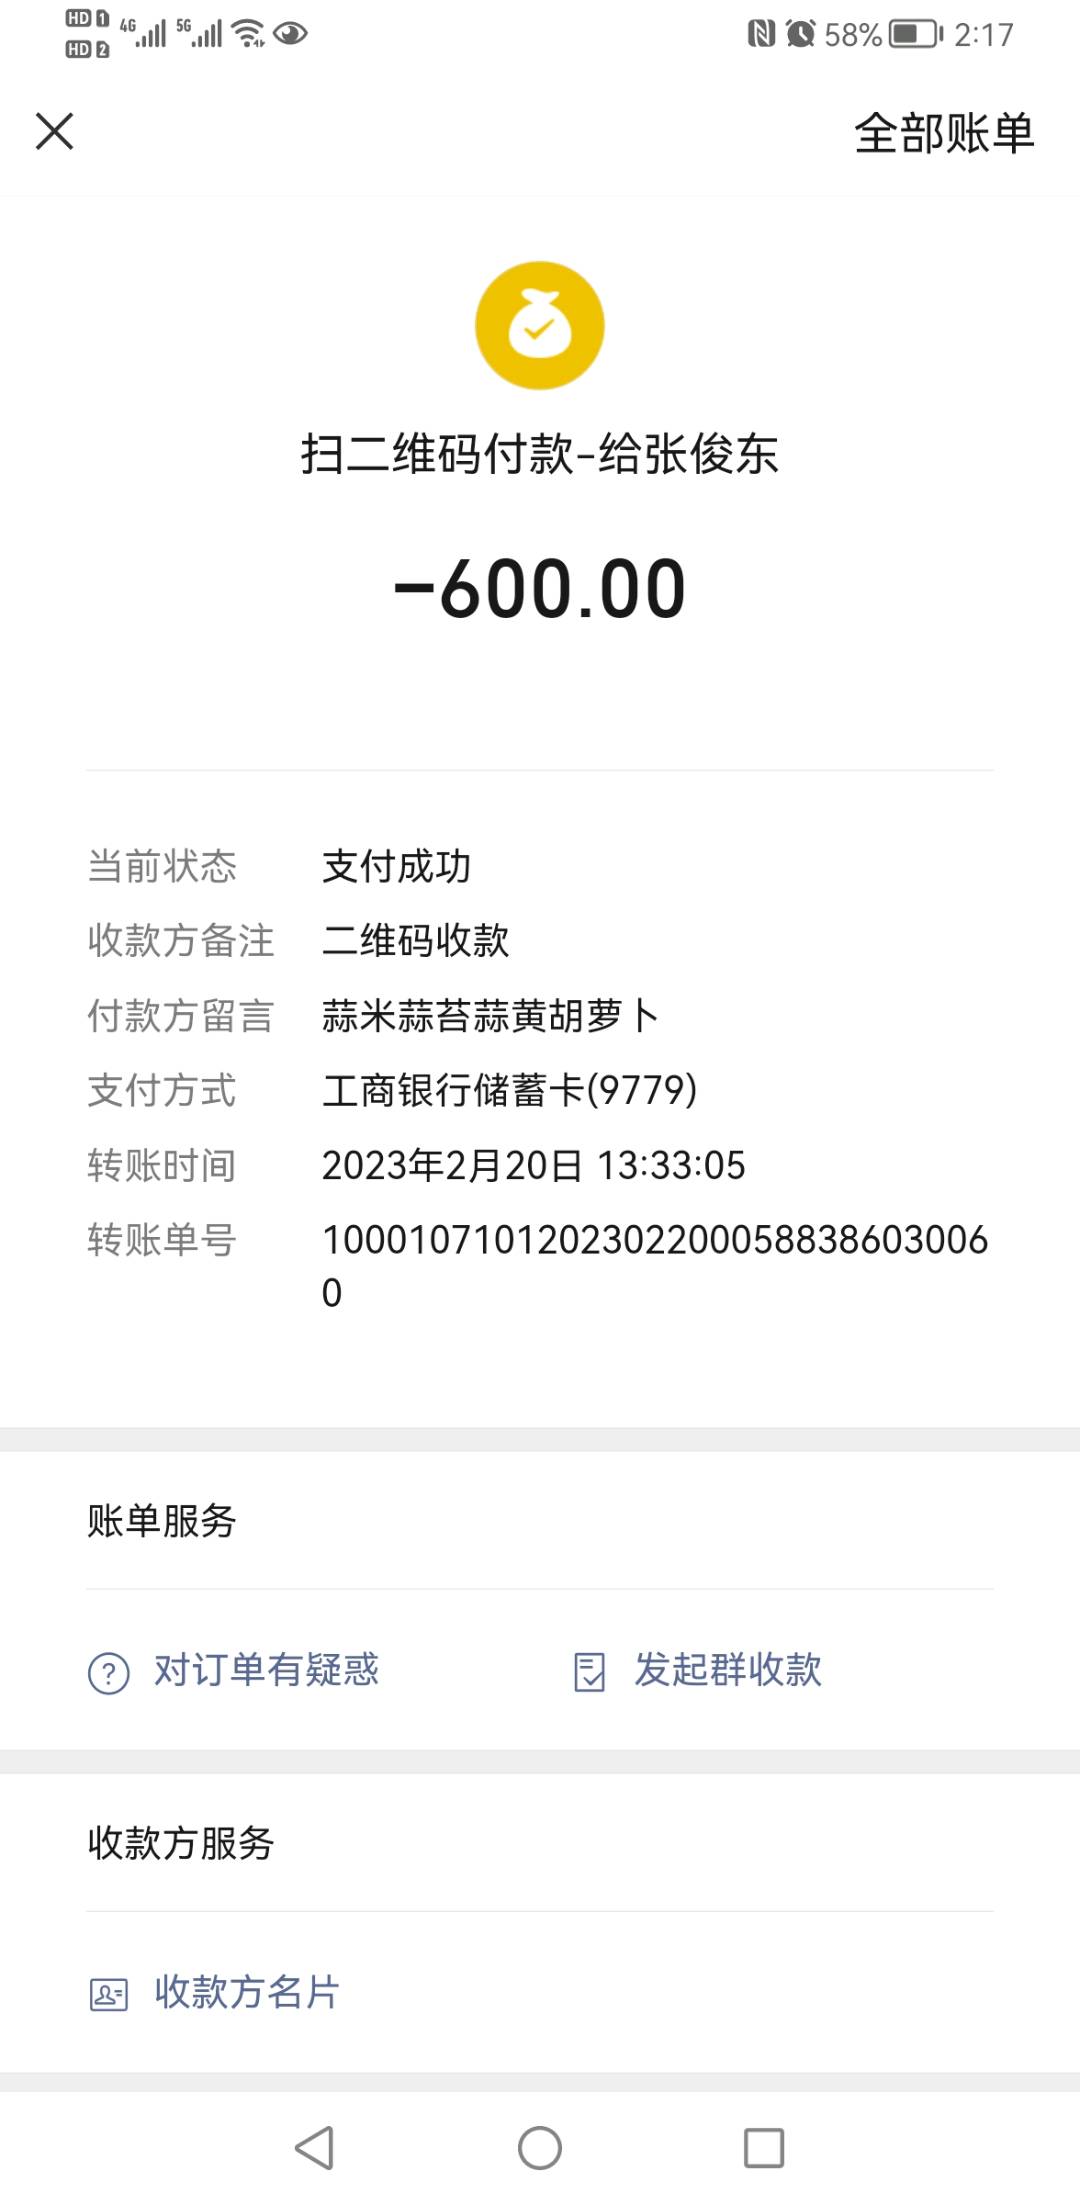 HD 1 4G 5G 58% 2:17
HD 2
全部账单
扫二维码付款-给张俊东
-600.00
当前状态 支付成功
收款方备注 二维码收款
付款方留言 蒜米蒜苔蒜黄胡萝卜
支付方式 工商银行储蓄卡(9779)
转账时间 2023年2月20日 13:33:05
转账单号 1000107101202302200058838603006
0
账单服务
对订单有疑惑 发起群收款
收款方服务
收款方名片